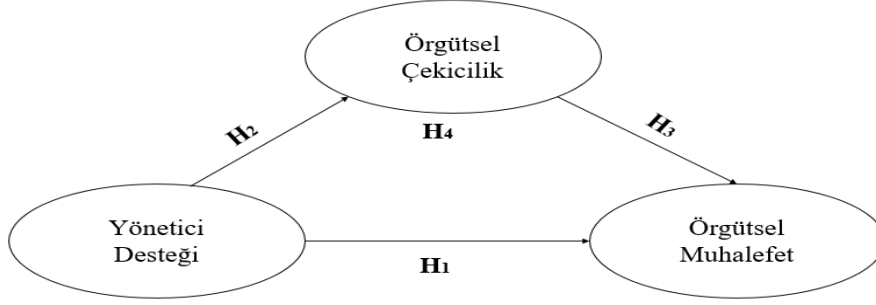 Örgütsel
Çekicilik
H2
H4
H3
Yönetici
Desteği
H1
Örgütsel
Muhalefet